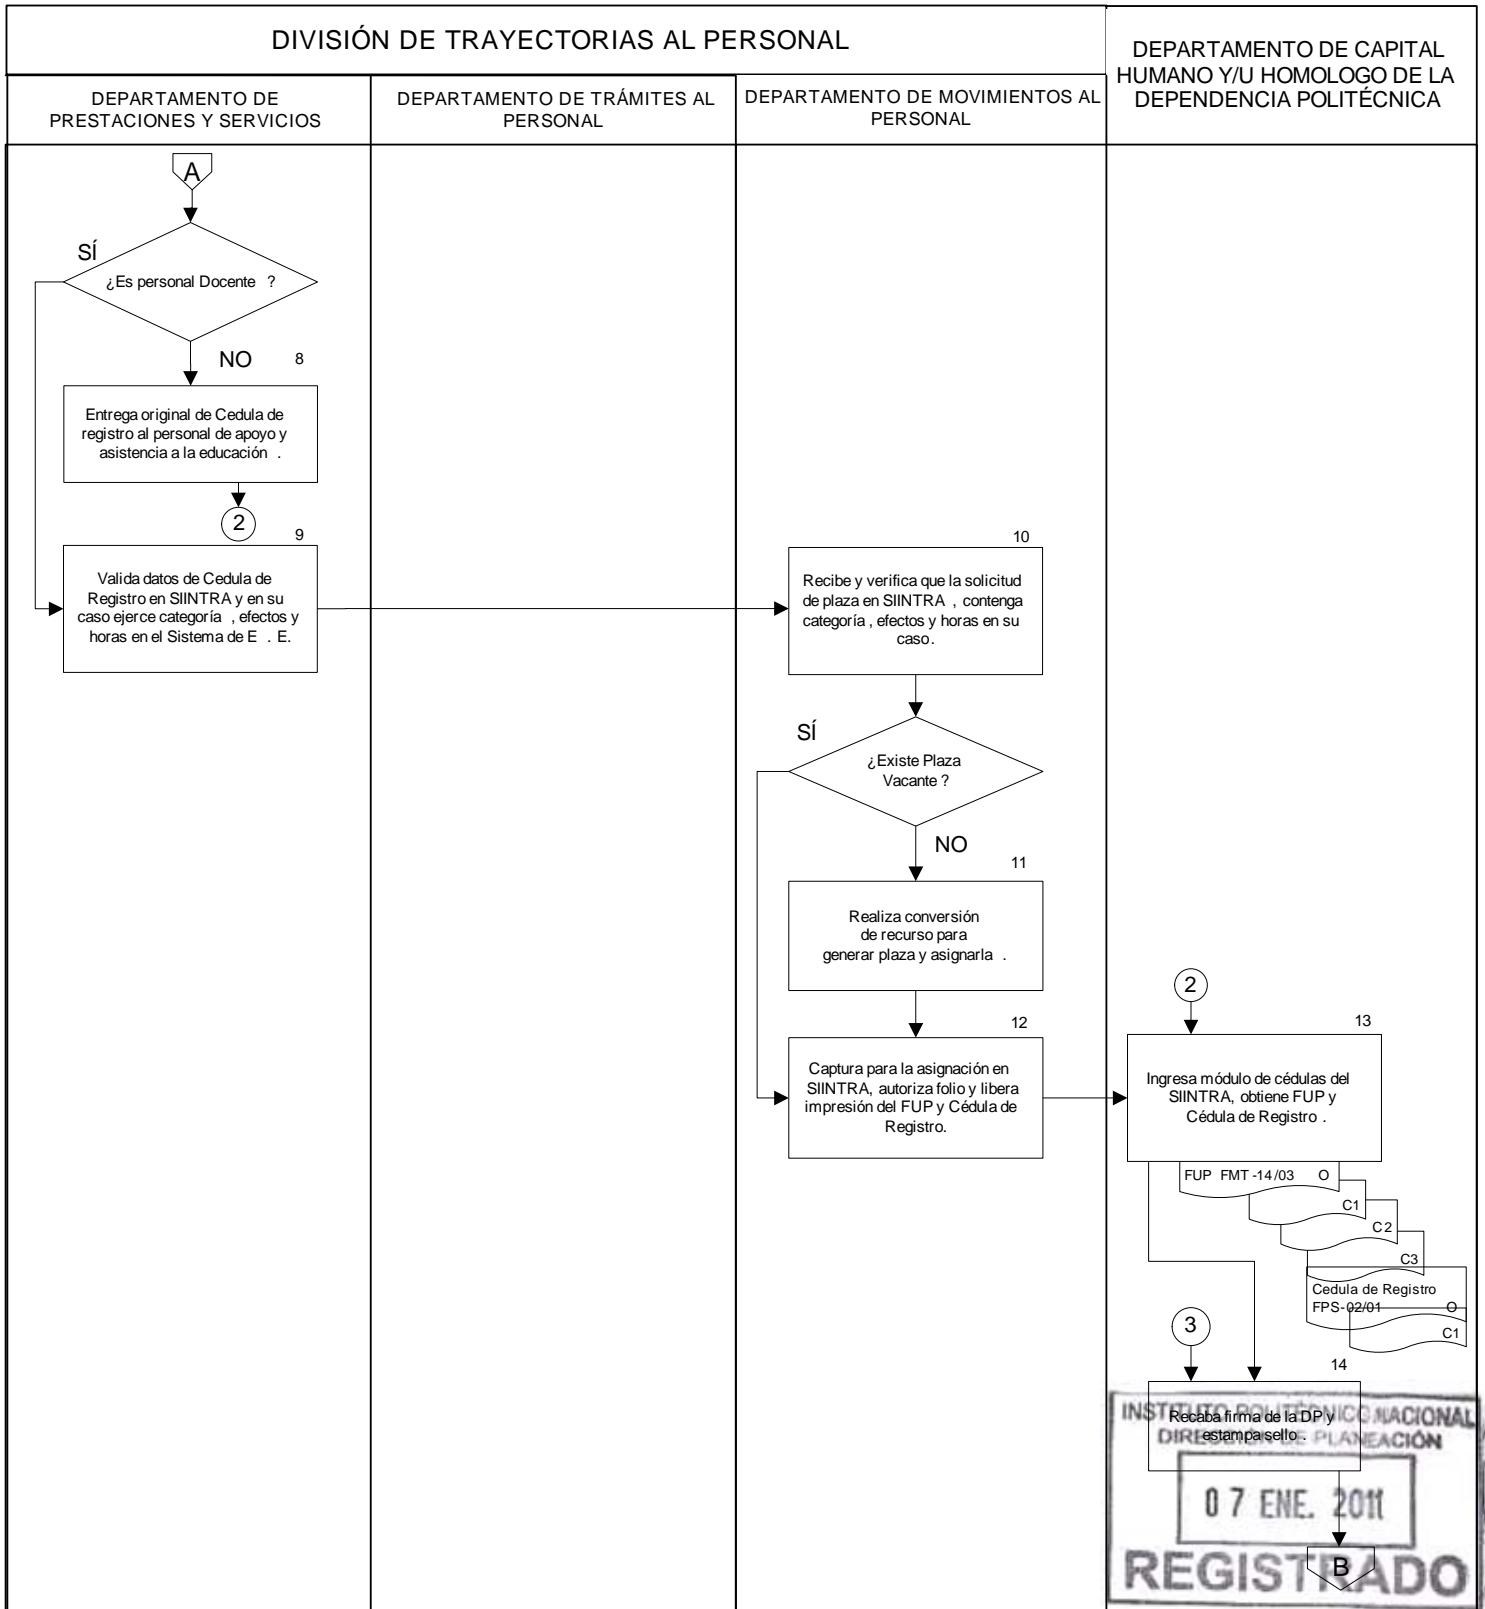 DIVISIÓN DE TRAYECTORIAS AL PERSONAL
DEPARTAMENTO DE CAPITAL
HUMANO Y/U HOMOLOGO DE LA
DEPENDENCIA POLITÉCNICA
DEPARTAMENTO DE
PRESTACIONES Y SERVICIOS
DEPARTAMENTO DE TRÁMITES AL
PERSONAL
DEPARTAMENTO DE MOVIMIENTOS AL
PERSONAL
A
SÍ
¿Es personal Docente ?
NO
8
Entrega original de Cedula de
registro al personal de apoyo y
asistencia a la educación .
2
9
Valida datos de Cedula de
Registro en SIINTRA y en su
caso ejerce categoría , efectos y
horas en el Sistema de E . E.
10
Recibe y verifica que la solicitud
de plaza en SIINTRA , contenga
categoría , efectos y horas en su
caso.
SÍ
¿Existe Plaza
Vacante ?
NO
11
Realiza conversión
de recurso para
generar plaza y asignarla .
12
Captura para la asignación en
SIINTRA, autoriza folio y libera
impresión del FUP y Cédula de
Registro.
2
13
Ingresa módulo de cédulas del
SIINTRA, obtiene FUP y
Cédula de Registro .
FUP FMT -14/03 O
C1
C2
C3
Cedula de Registro
FPS-02/01 O
C1
3
14
Recaba firma de la DP y
estampa sello .
INSTITUTO POLITÉCNICO NACIONAL
DIRECCIÓN DE PLANEACIÓN
07 ENE. 2011
REGISTRADO
B